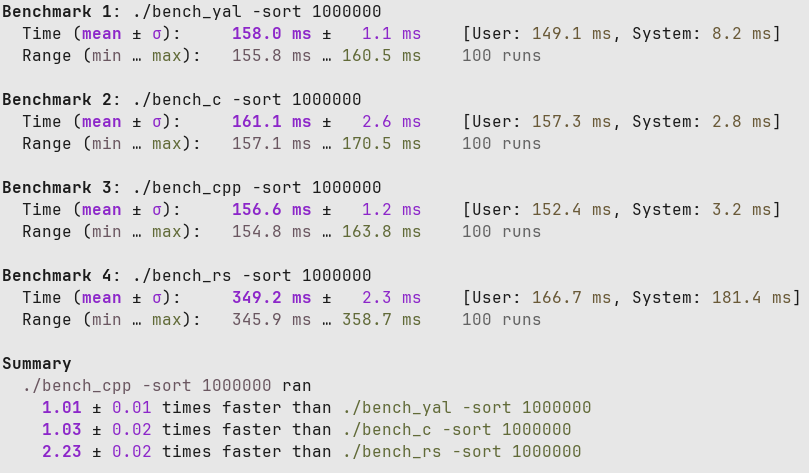 Benchmark 1: ./bench_yal -sort 1000000
Time (mean ± σ): 158.0 ms ± 1.1 ms [User: 149.1 ms, System: 8.2 ms]
Range (min … max): 155.8 ms … 160.5 ms 100 runs
Benchmark 2: ./bench_c -sort 1000000
Time (mean ± σ): 161.1 ms ± 2.6 ms [User: 157.3 ms, System: 2.8 ms]
Range (min … max): 157.1 ms … 170.5 ms 100 runs
Benchmark 3: ./bench_cpp -sort 1000000
Time (mean ± σ): 156.6 ms ± 1.2 ms [User: 152.4 ms, System: 3.2 ms]
Range (min … max): 154.8 ms … 163.8 ms 100 runs
Benchmark 4: ./bench_rs -sort 1000000
Time (mean ± σ): 349.2 ms ± 2.3 ms [User: 166.7 ms, System: 181.4 ms]
Range (min … max): 345.9 ms … 358.7 ms 100 runs
Summary
./bench_cpp -sort 1000000 ran
1.01 ± 0.01 times faster than ./bench_yal -sort 1000000
1.03 ± 0.02 times faster than ./bench_c -sort 1000000
2.23 ± 0.02 times faster than ./bench_rs -sort 1000000